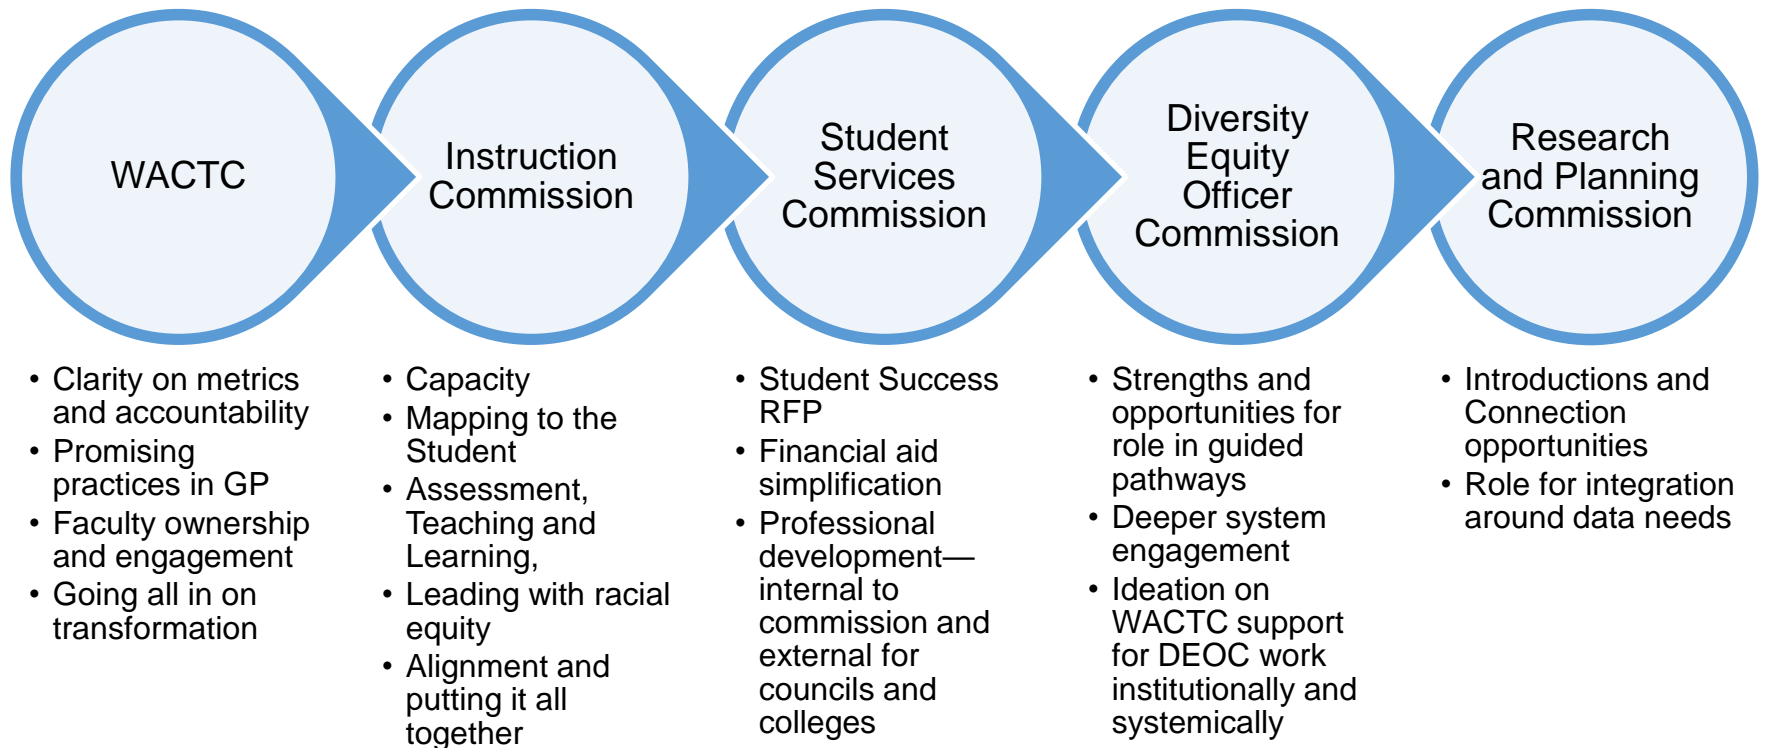 WACTC
Instruction
Commission
Student
Services
Commission
Diversity
Equity
Officer
Commission
Research
and Planning
Commission
• Clarity on metrics
and accountability
• Promising
practices in GP
• Faculty ownership
and engagement
• Going all in on
transformation
• Capacity
• Mapping to the
Student
• Assessment,
Teaching and
Learning,
• Leading with racial
equity
• Alignment and
putting it all
together
• Student Success
RFP
• Financial aid
simplification
• Professional
development—
internal to
commission and
external for
councils and
colleges
• Strengths and
opportunities for
role in guided
pathways
• Deeper system
engagement
• Ideation on
WACTC support
for DEOC work
institutionally and
systemically
• Introductions and
Connection
opportunities
• Role for integration
around data needs